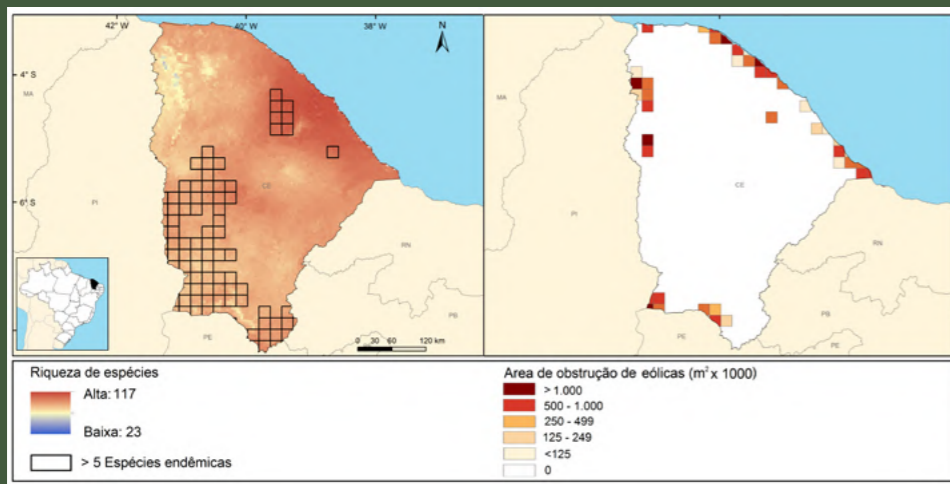 42° W
40° W
38° W
N
4° S
6° S
MA
PI
CE
RN
PB
PE
0 30 60 120 km
MA
PI
CE
RN
PB
PE
Riqueza de espécies
Alta: 117
Baixa: 23
> 5 Espécies endêmicas
Area de obstrução de eólicas (m² x 1000)
> 1.000
500 - 1.000
250 - 499
125 - 249
<125
0